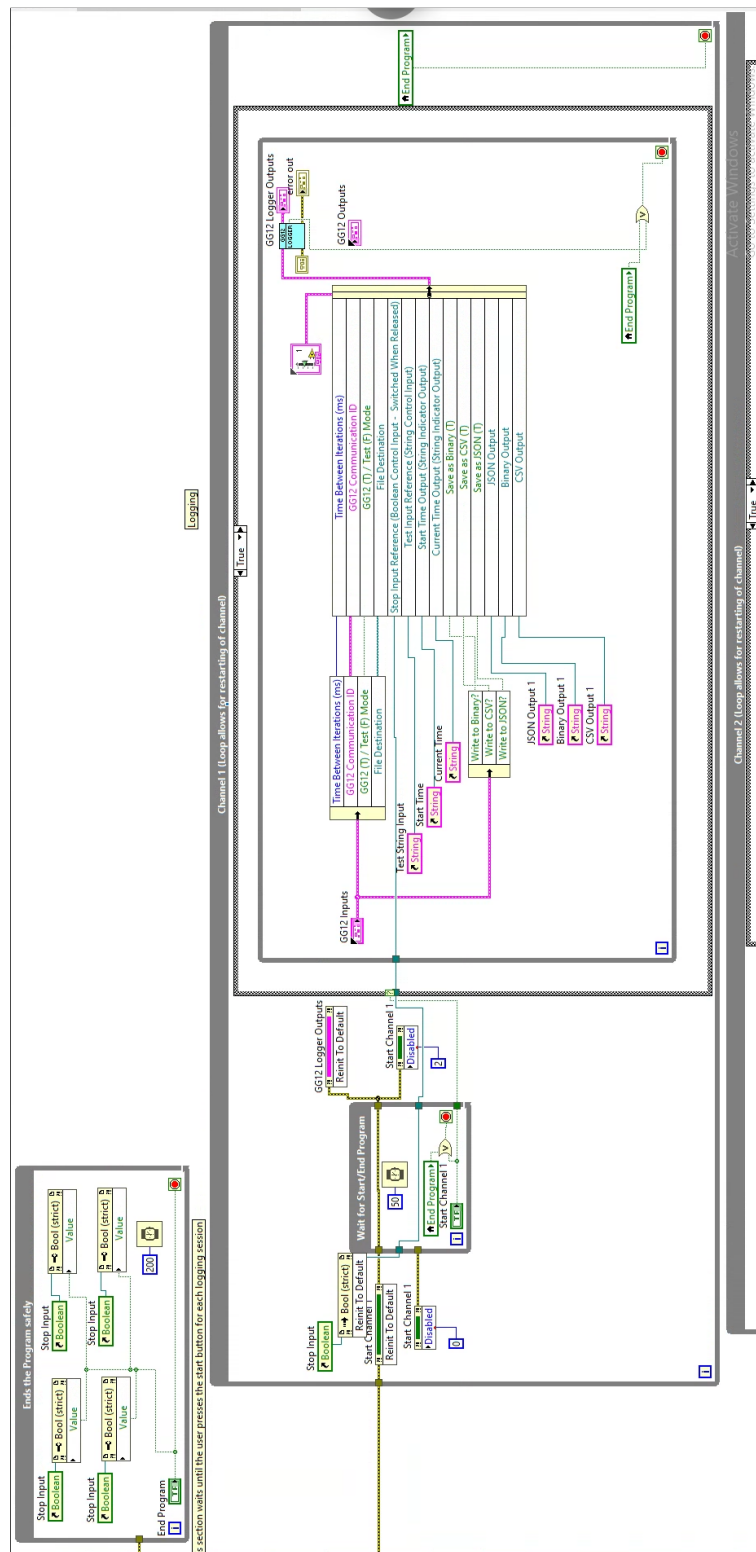 Ends the Program safely
Stop Input
Boolean
Bool (strict)
Value
Stop Input
Boolean
Bool (strict)
Value
Stop Input
Boolean
Bool (strict)
Value
Stop Input
Boolean
Bool (strict)
Value
200
End Program
TF
i
s section waits until the user presses the start button for each logging session
Logging
Channel 1 (Loop allows for restarting of channel)
Stop Input
Boolean
Bool (strict)
Reinit To Default
Start Channel 1
Reinit To Default
Start Channel 1
Disabled
0
i
Wait for Start/End Program
50
End Program
Start Channel 1
TF
i
GG12 Logger Outputs
Reinit To Default
Start Channel 1
Disabled
2
True
GG12 Inputs
Time Between Iterations (ms)
GG12 Communication ID
GG12 (T) / Test (F) Mode
File Destination
Test String Input
String
Start Time
String
Current Time
String
Write to Binary?
Write to CSV?
Write to JSON?
JSON Output 1
String
Binary Output 1
String
CSV Output 1
String
i
Time Between Iterations (ms)
GG12 Communication ID
GG12 (T) / Test (F) Mode
File Destination
Stop Input Reference (Boolean Control Input - Switched When Released)
Test Input Reference (String Control Input)
Start Time Output (String Indicator Output)
Current Time Output (String Indicator Output)
Save as Binary (T)
Save as CSV (T)
Save as JSON (T)
JSON Output
Binary Output
CSV Output
1
GG12 Logger Outputs
GG12
LOGGER
error out
GG12 Outputs
End Program
End Program
Channel 2 (Loop allows for restarting of channel)
True
Activate Windows